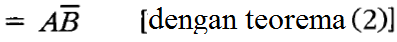 = AB̅ [dengan teorema (2)]